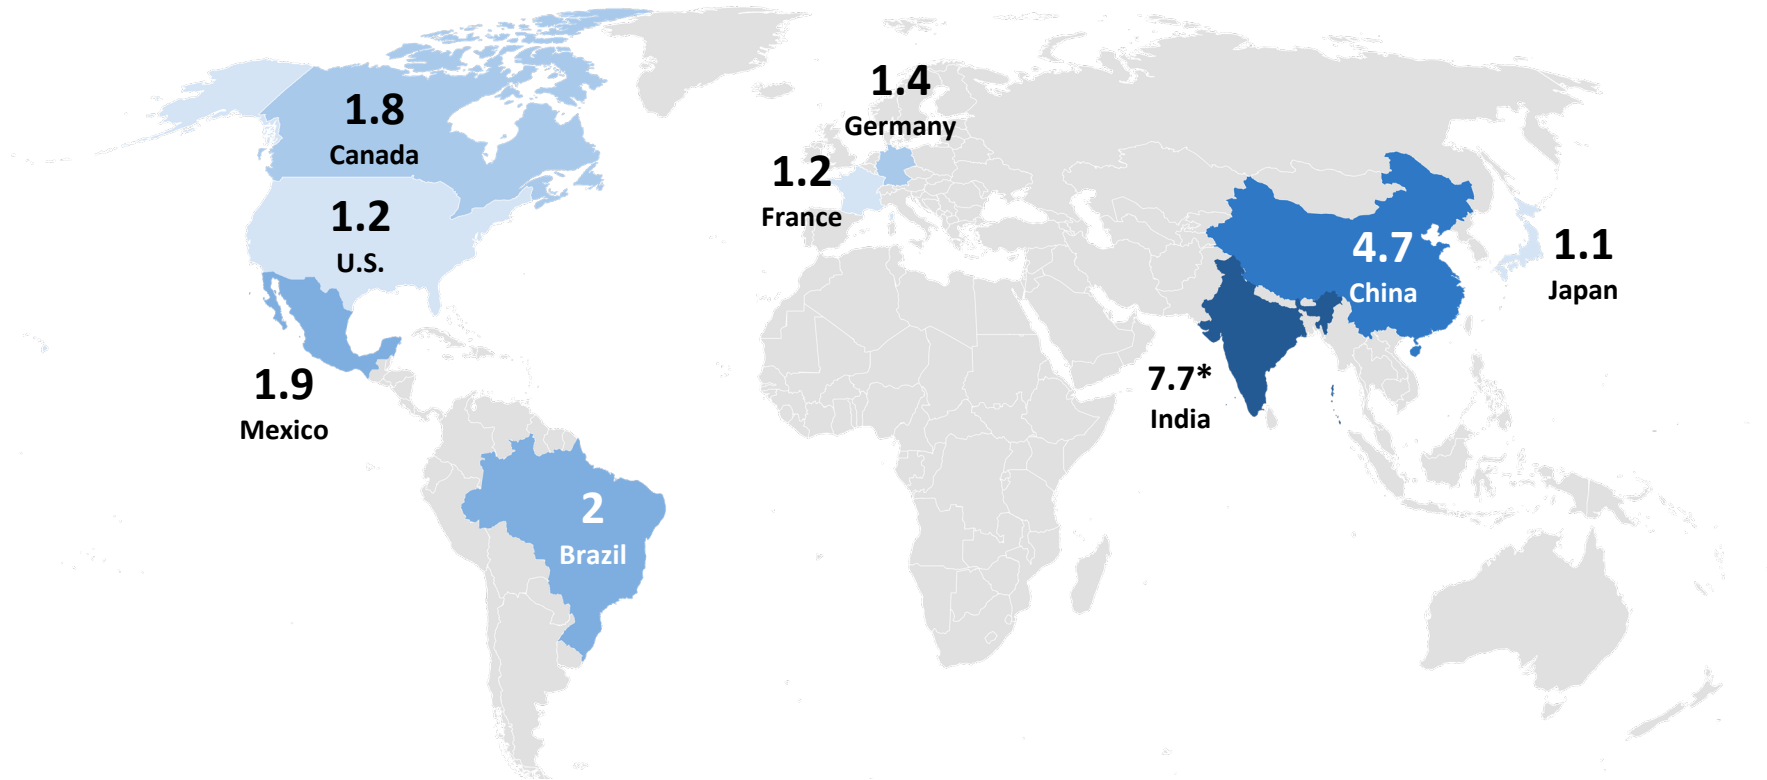 1.8
Canada
1.2
U.S.
1.9
Mexico
2
Brazil
1.4
Germany
1.2
France
4.7
China
7.7*
India
1.1
Japan